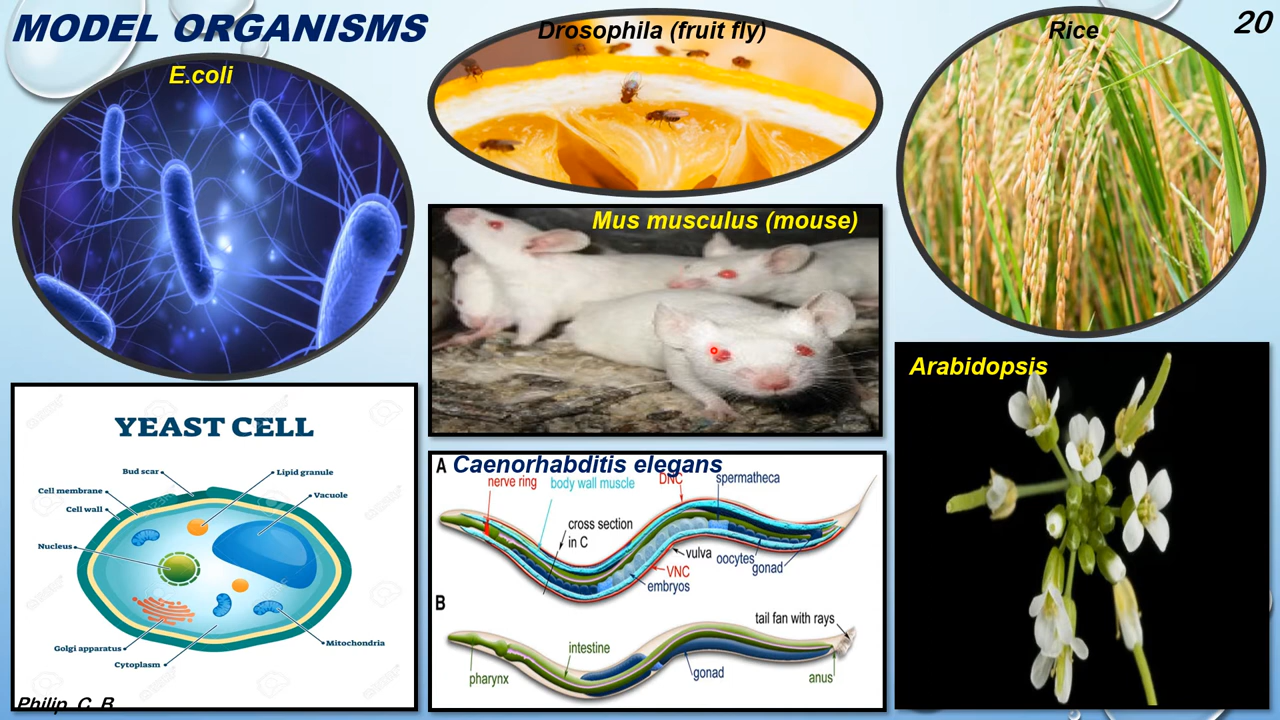 MODEL ORGANISMS
20
E.coli
Drosophila (fruit fly)
Rice
Mus musculus (mouse)
Arabidopsis
YEAST CELL
Bud scar
Lipid granule
Cell membrane
Vacuole
Cell wall
Nucleus
Golgi apparatus
Mitochondria
Cytoplasm
Philip. C. B
A
Caenorhabditis elegans
nerve ring
body wall muscle
DNC
spermatheca
cross section
in C
vulva
oocytes
gonad
VNC
embryos
B
tail fan with rays
intestine
pharynx
gonad
anus